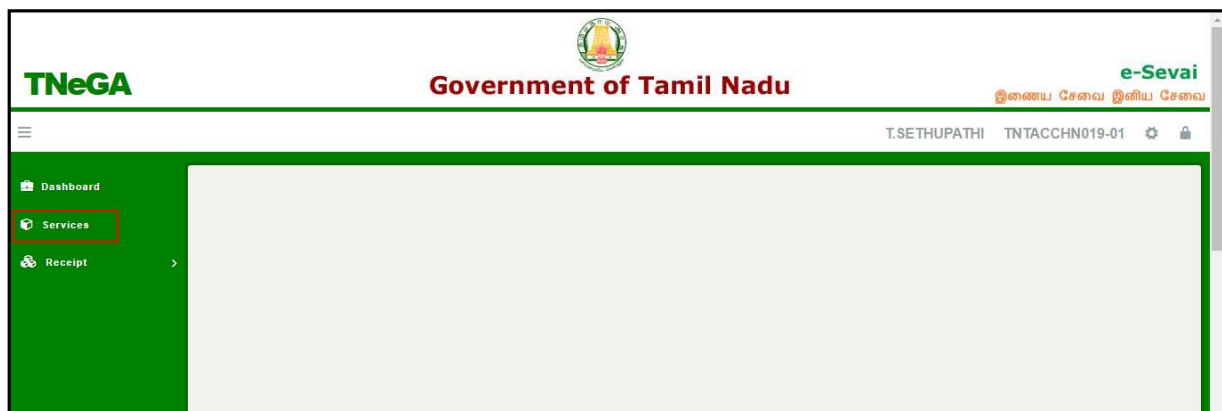 TNeGA
Government of Tamil Nadu
e-Sevai
இணைய சேவை இனிய சேவை
T.SETHUPATHI TNTACCHN019-01
Dashboard
Services
Receipt